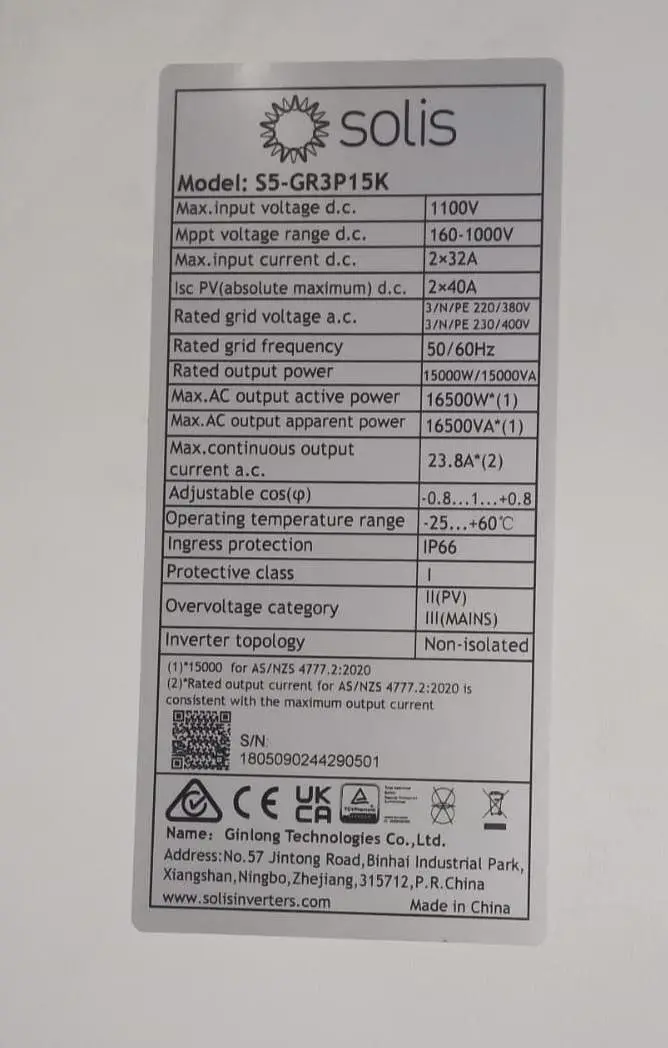 solis
Model: S5-GR3P15K
Max.input voltage d.c. 1100V
Mppt voltage range d.c. 160-1000V
Max.input current d.c. 2×32A
Isc PV(absolute maximum) d.c. 2×40A
Rated grid voltage a.c. 3/N/PE 220/380V
3/N/PE 230/400V
Rated grid frequency 50/60Hz
Rated output power 15000W/15000VA
Max.AC output active power 16500W*(1)
Max.AC output apparent power 16500VA*(1)
Max.continuous output
current a.c. 23.8A*(2)
Adjustable cos(φ) -0.8...1...+0.8
Operating temperature range -25...+60℃
Ingress protection IP66
Protective class I
Overvoltage category II(PV)
III(MAINS)
Inverter topology Non-isolated
(1)*15000 for AS/NZS 4777.2:2020
(2)*Rated output current for AS/NZS 4777.2:2020 is
consistent with the maximum output current
S/N:
1805090244290501
CE UK
CA
Name: Ginlong Technologies Co.,Ltd.
Address:No.57 Jintong Road,Binhai Industrial Park,
Xiangshan,Ningbo,Zhejiang,315712,P.R.China
www.solisinverters.com Made in China